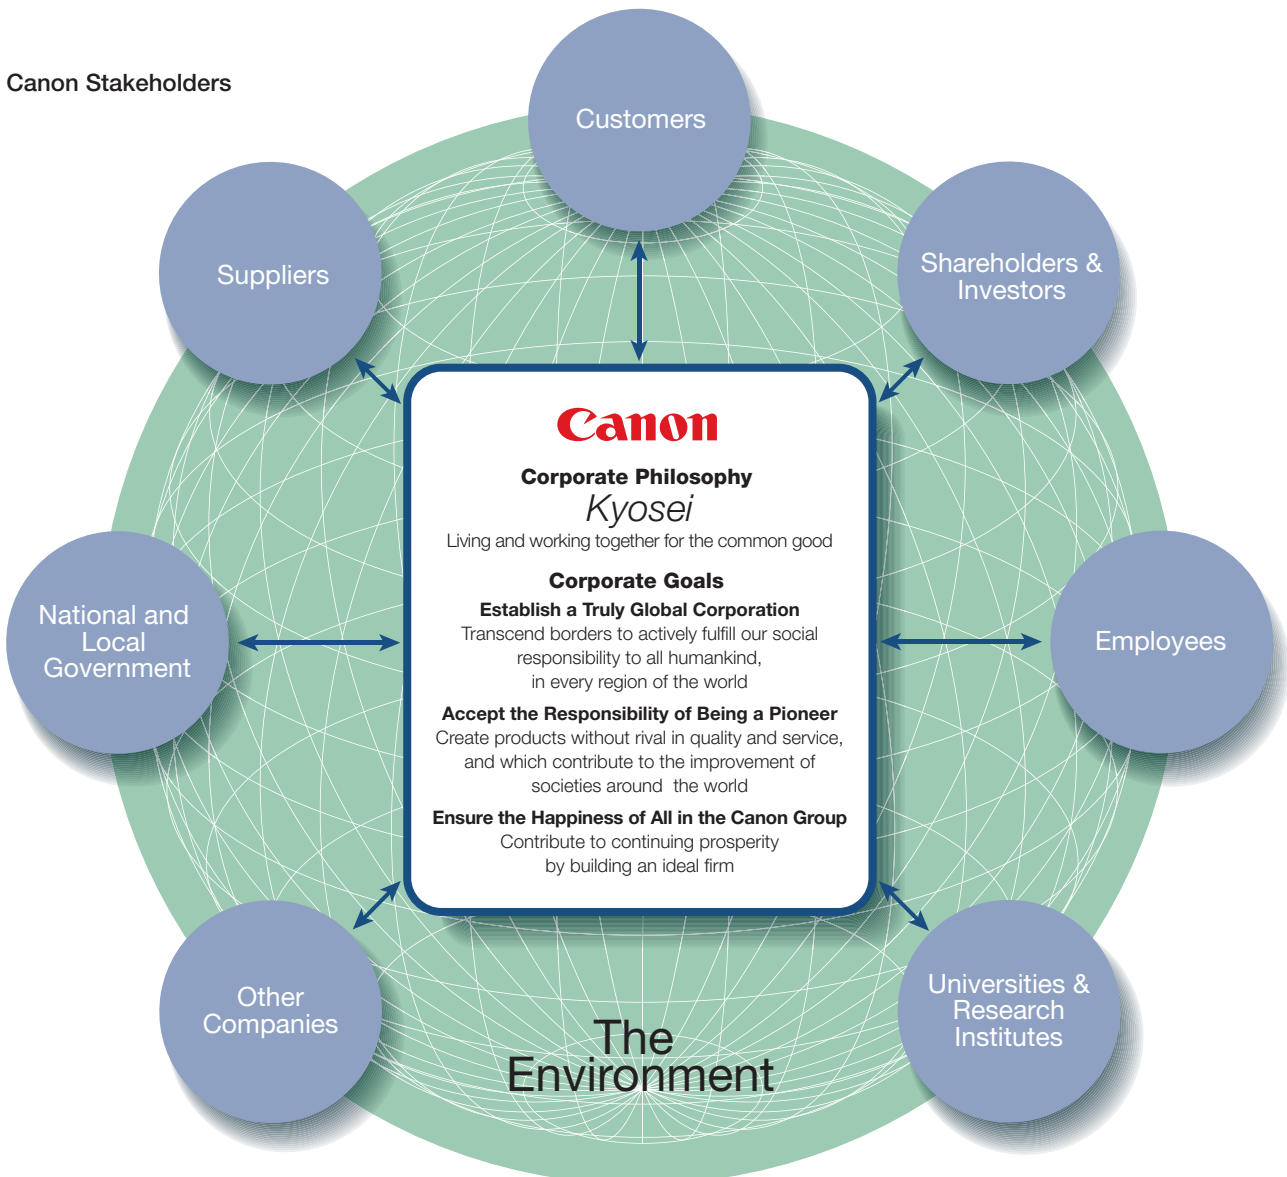 Canon Stakeholders
Customers
Suppliers
Shareholders &
Investors
Canon
Corporate Philosophy
Kyosei
Living and working together for the common good
Corporate Goals
Establish a Truly Global Corporation
Transcend borders to actively fulfill our social
responsibility to all humankind,
in every region of the world
Accept the Responsibility of Being a Pioneer
Create products without rival in quality and service,
and which contribute to the improvement of
societies around the world
Ensure the Happiness of All in the Canon Group
Contribute to continuing prosperity
by building an ideal firm
National and
Local
Government
Employees
Other
Companies
Universities &
Research
Institutes
The
Environment